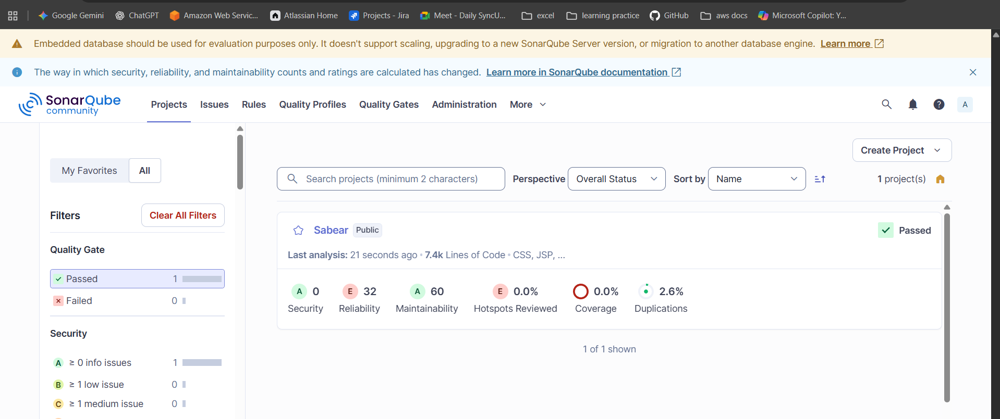 Google Gemini ChatGPT Amazon Web Servic... Atlassian Home Projects - Jira Meet - Daily SyncU... excel learning practice GitHub aws docs Microsoft Copilot: Y...
Embedded database should be used for evaluation purposes only. It doesn't support scaling, upgrading to a new SonarQube Server version, or migration to another database engine. Learn more
The way in which security, reliability, and maintainability counts and ratings are calculated has changed. Learn more in SonarQube documentation
SonarQube community
Projects Issues Rules Quality Profiles Quality Gates Administration More ? A
My Favorites All
Filters Clear All Filters
Quality Gate
Passed 1
Failed 0
Security
A ≥ 0 info issues 1
B ≥ 1 low issue 0
C ≥ 1 medium issue 0
Create Project
Search projects (minimum 2 characters) Perspective Overall Status Sort by Name 1 project(s)
Sabear Public Passed
Last analysis: 21 seconds ago • 7.4k Lines of Code • CSS, JSP, ...
A 0 E 32 A 60 E 0.0% 0.0% 2.6%
Security Reliability Maintainability Hotspots Reviewed Coverage Duplications
1 of 1 shown